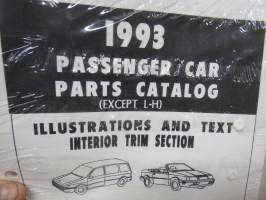 1993
PASSENGER CAR
PARTS CATALOG
(EXCEPT L-H)
ILLUSTRATIONS AND TEXT
INTERIOR TRIM SECTION